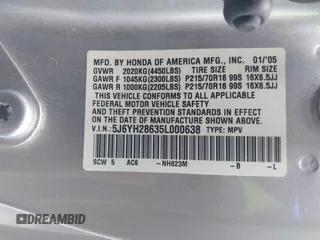 MFD. BY HONDA OF AMERICA MFG., INC. 01/'05
GVWR 2020KG(4450LBS) TIRE SIZE RIM SIZE
GAWR F 1045KG(2300LBS) P215/70R16 99S 16X6.5JJ
GAWR R 1000KG(2205LBS) P215/70R16 99S 16X6.5JJ
THIS VEHICLE CONFORMS TO ALL APPLICABLE
FEDERAL MOTOR VEHICLE SAFETY
AND THEFT PREVENTION STANDARDS IN EFFECT
ON THE DATE OF MANUFACTURE SHOWN ABOVE.
V.I.N.: 5J6YH28635L000638 TYPE: MPV
SCW 5 AC6 -NH623M -B -L
DREAMBID